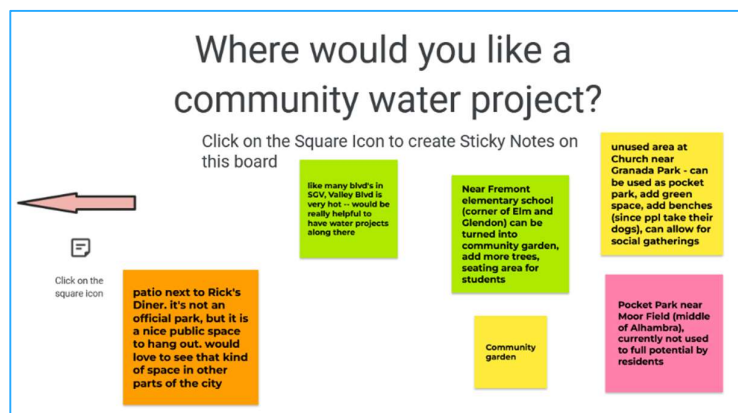 Where would you like a
community water project?
Click on the Square Icon to create Sticky Notes on
this board
Click on the
square icon
patio next to Rick's
Diner. it's not an
official park, but it is
a nice public space
to hang out. would
love to see that kind
of space in other
parts of the city
like many blvd's in
SGV, Valley Blvd is
very hot -- would be
really helpful to
have water projects
along there
Near Fremont
elementary school
(corner of Elm and
Glendon) can be
turned into
community garden,
add more trees,
seating area for
students
Community
garden
unused area at
Church near
Granada Park - can
be used as pocket
park, add green
space, add benches
(since ppl take their
dogs), can allow for
social gatherings
Pocket Park near
Moor Field (middle
of Alhambra),
currently not used
to full potential by
residents